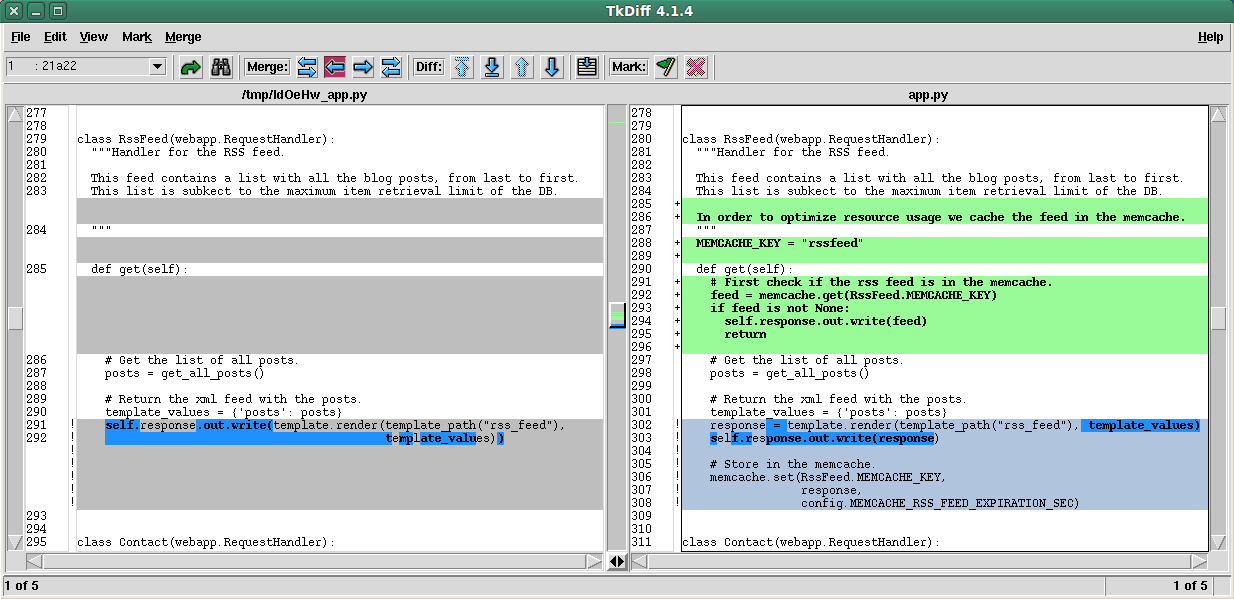 TkDiff 4.1.4
File Edit View Mark Merge Help
1 : 21a22 Merge: Diff: Mark:
/tmp/IdOeHw_app.py
277
278
279 class RssFeed(webapp.RequestHandler):
280 """Handler for the RSS feed.
281
282 This feed contains a list with all the blog posts, from last to first.
283 This list is subkect to the maximum item retrieval limit of the DB.
284 """
285 def get(self):
286 # Get the list of all posts.
287 posts = get_all_posts()
288
289 # Return the xml feed with the posts.
290 template_values = {'posts': posts}
291 ! self.response.out.write(template.render(template_path("rss_feed"),
292 ! template_values))
!
!
!
!
!
293
294
295 class Contact(webapp.RequestHandler):
app.py
278
279
280 class RssFeed(webapp.RequestHandler):
281 """Handler for the RSS feed.
282
283 This feed contains a list with all the blog posts, from last to first.
284 This list is subkect to the maximum item retrieval limit of the DB.
285 +
286 + In order to optimize resource usage we cache the feed in the memcache.
287 """
288 + MEMCACHE_KEY = "rssfeed"
289 +
290 def get(self):
291 + # First check if the rss feed is in the memcache.
292 + feed = memcache.get(RssFeed.MEMCACHE_KEY)
293 + if feed is not None:
294 + self.response.out.write(feed)
295 + return
296 +
297 # Get the list of all posts.
298 posts = get_all_posts()
299
300 # Return the xml feed with the posts.
301 template_values = {'posts': posts}
302 ! response = template.render(template_path("rss_feed"), template_values)
303 ! self.response.out.write(response)
304 !
305 ! # Store in the memcache.
306 ! memcache.set(RssFeed.MEMCACHE_KEY,
307 ! response,
308 ! config.MEMCACHE_RSS_FEED_EXPIRATION_SEC)
309
310
311 class Contact(webapp.RequestHandler):
1 of 5 1 of 5